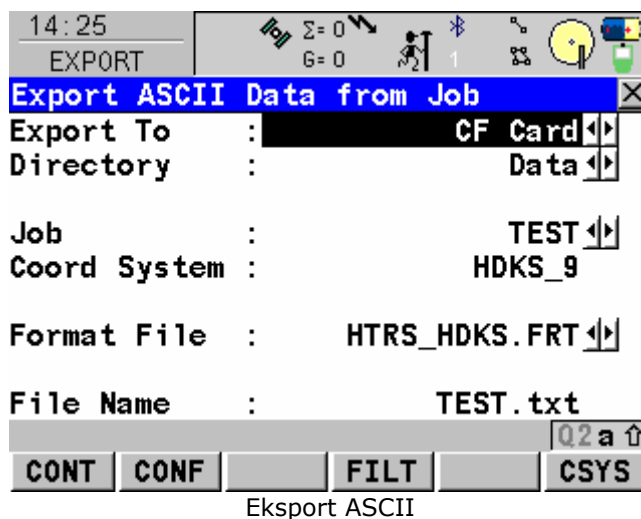 14:25 Σ=0
EXPORT G=0 1
Export ASCII Data from Job
Export To : CF Card
Directory : Data
Job : TEST
Coord System : HDKS_9
Format File : HTRS_HDKS.FRT
File Name : TEST.txt
Q2a
CONT CONF FILT CSYS
Eksport ASCII